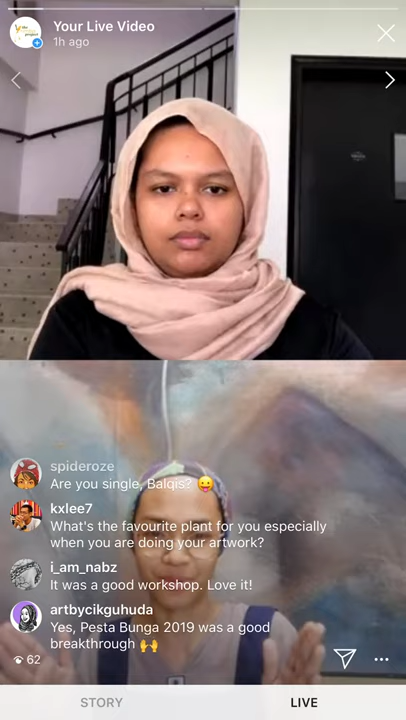 Your Live Video
1h ago
spideroze
Are you single, Balqis? 😛
kxlee7
What's the favourite plant for you especially
when you are doing your artwork?
i_am_nabz
It was a good workshop. Love it!
artbycikguhuda
Yes, Pesta Bunga 2019 was a good
breakthrough 🙌
62
STORY
LIVE